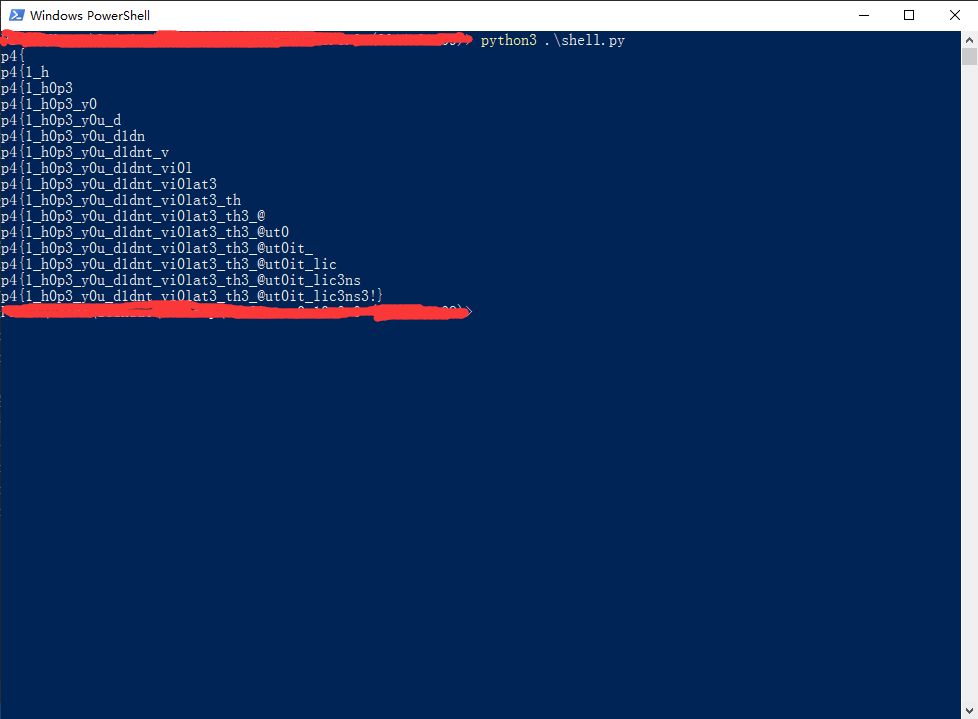 Windows PowerShell
python3 .\shell.py
p4{
p4{1_h
p4{1_h0p3
p4{1_h0p3_y0
p4{1_h0p3_y0u_d
p4{1_h0p3_y0u_d1dn
p4{1_h0p3_y0u_d1dnt_v
p4{1_h0p3_y0u_d1dnt_vi0l
p4{1_h0p3_y0u_d1dnt_vi0lat3
p4{1_h0p3_y0u_d1dnt_vi0lat3_th
p4{1_h0p3_y0u_d1dnt_vi0lat3_th3_@
p4{1_h0p3_y0u_d1dnt_vi0lat3_th3_@ut0
p4{1_h0p3_y0u_d1dnt_vi0lat3_th3_@ut0it_
p4{1_h0p3_y0u_d1dnt_vi0lat3_th3_@ut0it_lic
p4{1_h0p3_y0u_d1dnt_vi0lat3_th3_@ut0it_lic3ns
p4{1_h0p3_y0u_d1dnt_vi0lat3_th3_@ut0it_lic3ns3!}
>